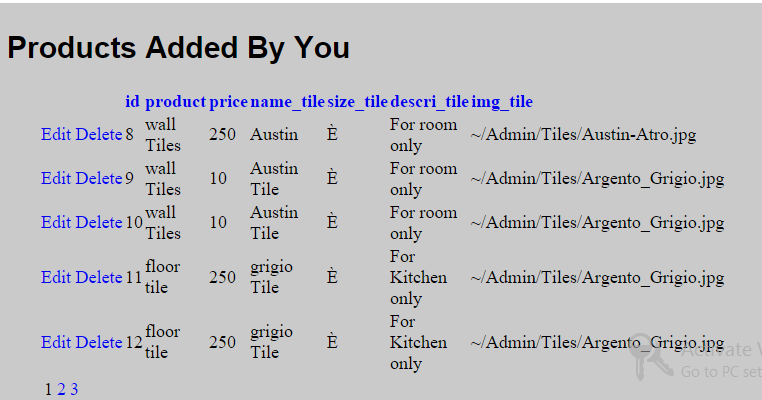 Products Added By You
id product price name_tile size_tile descri_tile img_tile
Edit Delete 8 wall Tiles 250 Austin È For room only ~/Admin/Tiles/Austin-Atro.jpg
Edit Delete 9 wall Tiles 10 Austin Tile È For room only ~/Admin/Tiles/Argento_Grigio.jpg
Edit Delete 10 wall Tiles 10 Austin Tile È For room only ~/Admin/Tiles/Argento_Grigio.jpg
Edit Delete 11 floor tile 250 grigio Tile È For Kitchen only ~/Admin/Tiles/Argento_Grigio.jpg
Edit Delete 12 floor tile 250 grigio Tile È For Kitchen only ~/Admin/Tiles/Argento_Grigio.jpg
Activate W
Go to PC set
1 2 3